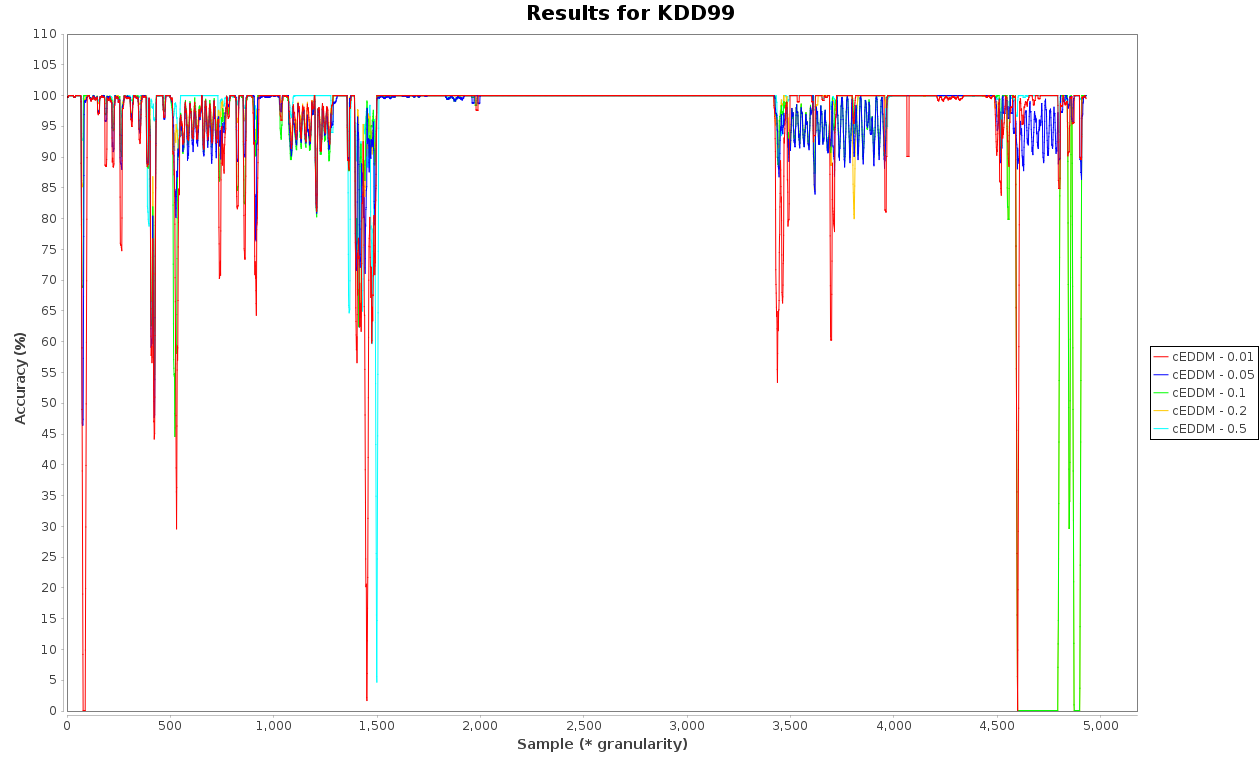 Results for KDD99
110
105
100
95
90
85
80
75
70
65
60
55
50
45
40
35
30
25
20
15
10
5
0
Accuracy (%)
0 500 1,000 1,500 2,000 2,500 3,000 3,500 4,000 4,500 5,000
Sample (* granularity)
cEDDM - 0.01
cEDDM - 0.05
cEDDM - 0.1
cEDDM - 0.2
cEDDM - 0.5